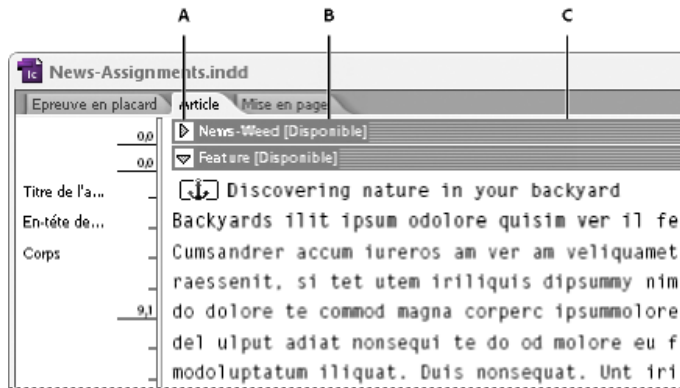 A B C
Ic News-Assignments.indd
Epreuve en placard Article Mise en page
0,0 News-Weed [Disponible]
0,0 Feature [Disponible]
Titre de l'a... Discovering nature in your backyard
En-tête de... Backyards ilit ipsum odolore quisim ver il fe
Corps Cumsandrer accum iureros am ver am veliquamet
raessenit, si tet utem iriliquis dipsummy nim
9,1 do dolore te commod magna corperc ipsummolore
del ulput adiat nonsequi te do od molore eu f
modoluptatum iliquat. Duis nonsequat. Unt iri